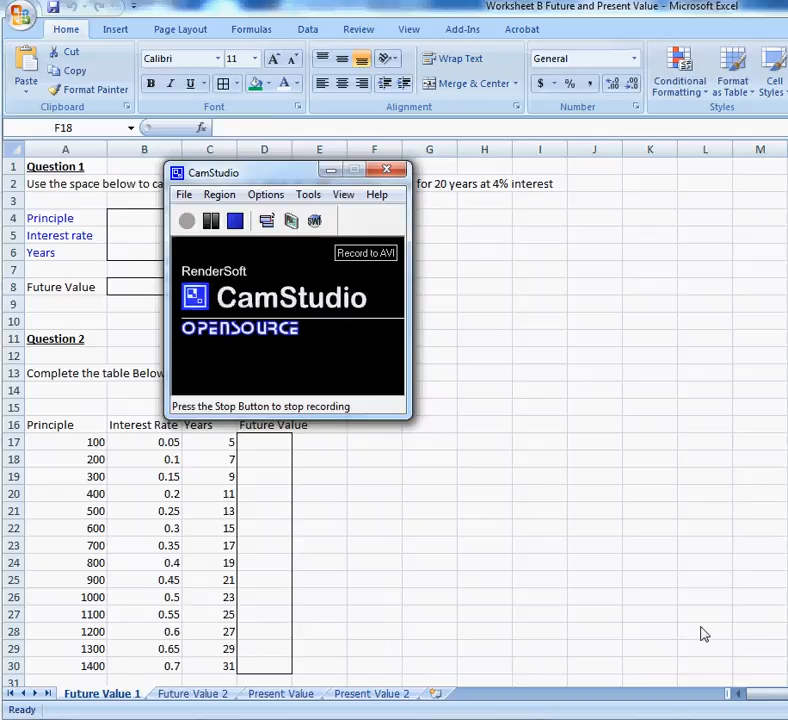 Worksheet B Future and Present Value - Microsoft Excel
Home Insert Page Layout Formulas Data Review View Add-Ins Acrobat
Paste Cut Copy Format Painter Clipboard
Calibri 11 A A B I U A Font
Wrap Text Merge & Center Alignment
General $ % , .0 .00 .00 .0 Number
Conditional Formatting Format as Table Cell Styles Styles
F18 fx
A B C D E F G H I J K L M
1 Question 1
2 Use the space below to ca for 20 years at 4% interest
3
4 Principle
5 Interest rate
6 Years
7
8 Future Value
9
10
11 Question 2
12
13 Complete the table Below
14
15
16 Principle Interest Rate Years Future Value
17 100 0.05 5
18 200 0.1 7
19 300 0.15 9
20 400 0.2 11
21 500 0.25 13
22 600 0.3 15
23 700 0.35 17
24 800 0.4 19
25 900 0.45 21
26 1000 0.5 23
27 1100 0.55 25
28 1200 0.6 27
29 1300 0.65 29
30 1400 0.7 31
31
CamStudio
File Region Options Tools View Help
SWF
Record to AVI
RenderSoft
CamStudio
OPENSOURCE
Press the Stop Button to stop recording
Future Value 1 Future Value 2 Present Value Present Value 2
Ready